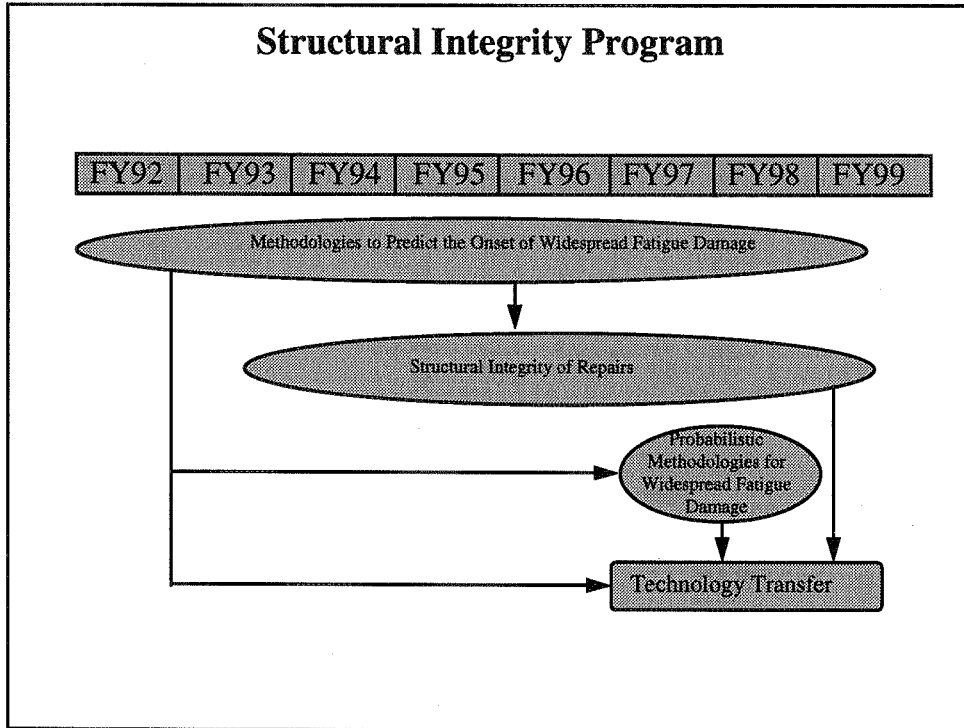 Structural Integrity Program
FY92 FY93 FY94 FY95 FY96 FY97 FY98 FY99
Methodologies to Predict the Onset of Widespread Fatigue Damage
Structural Integrity of Repairs
Probabilistic
Methodologies for
Widespread Fatigue
Damage
Technology Transfer